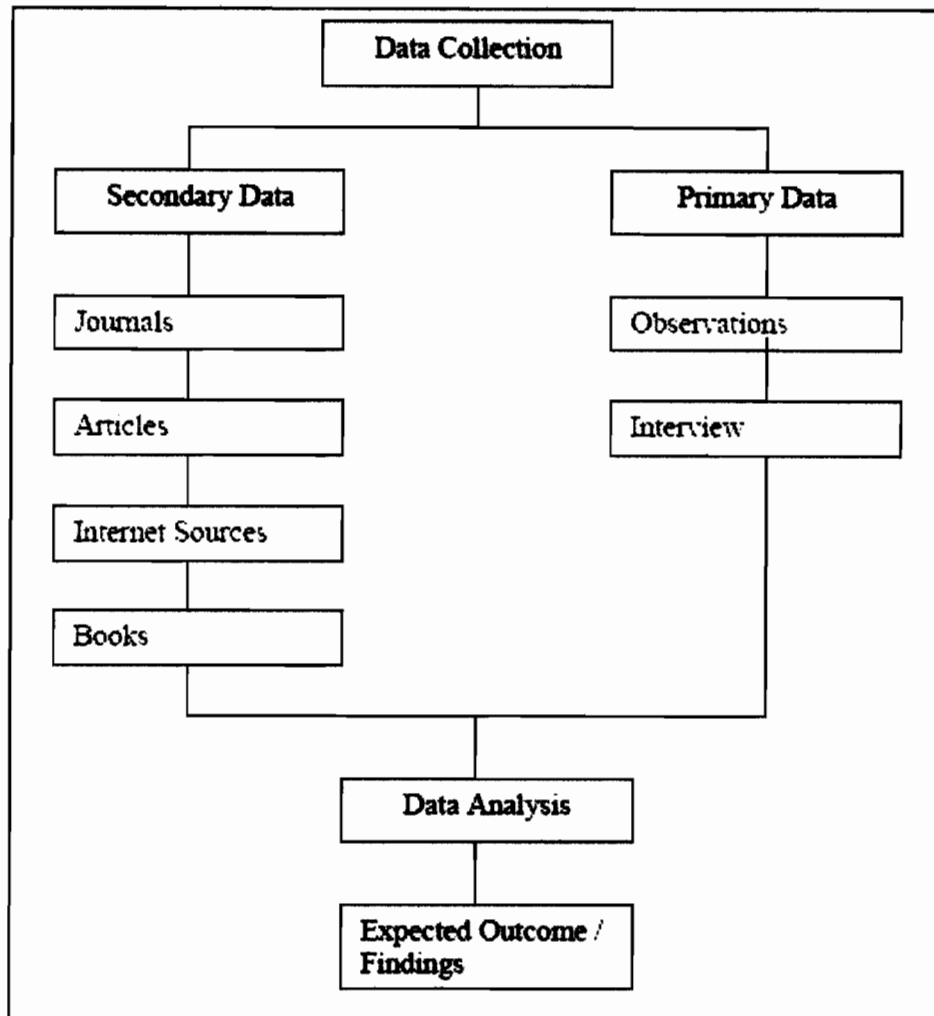 Data Collection
Secondary Data
Primary Data
Journals
Observations
Articles
Interview
Internet Sources
Books
Data Analysis
Expected Outcome /
Findings